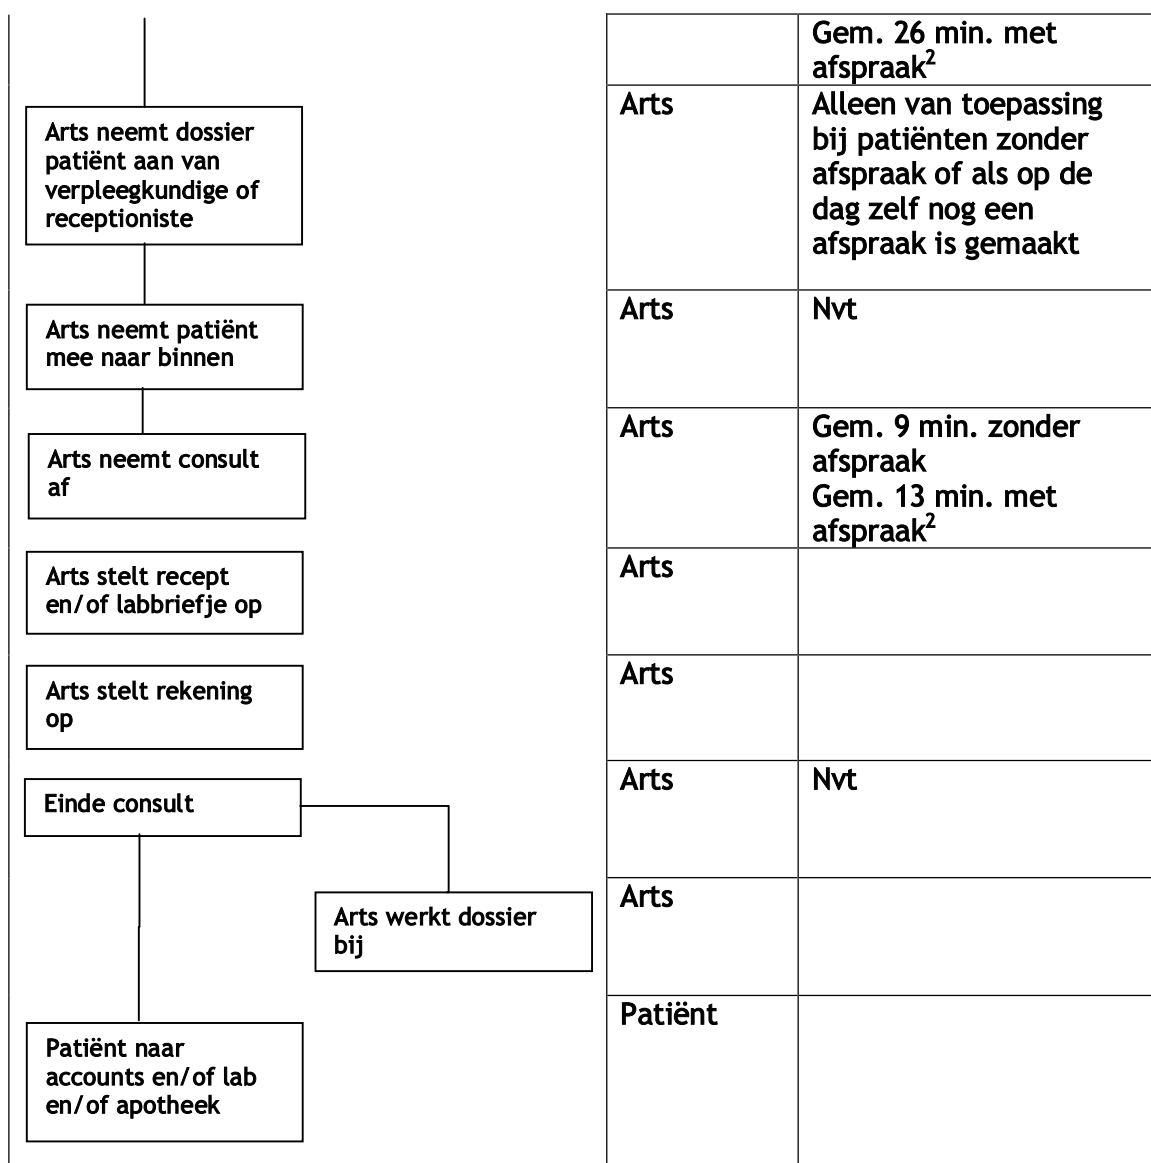 Gem. 26 min. met
afspraak²
Arts neemt dossier
patiënt aan van
verpleegkundige of
receptioniste
Arts
Alleen van toepassing
bij patiënten zonder
afspraak of als op de
dag zelf nog een
afspraak is gemaakt
Arts neemt patiënt
mee naar binnen
Arts
Nvt
Arts neemt consult
af
Arts
Gem. 9 min. zonder
afspraak
Gem. 13 min. met
afspraak²
Arts stelt recept
en/of labbriefje op
Arts
Arts stelt rekening
op
Arts
Einde consult
Arts
Nvt
Arts werkt dossier
bij
Arts
Patiënt naar
accounts en/of lab
en/of apotheek
Patiënt